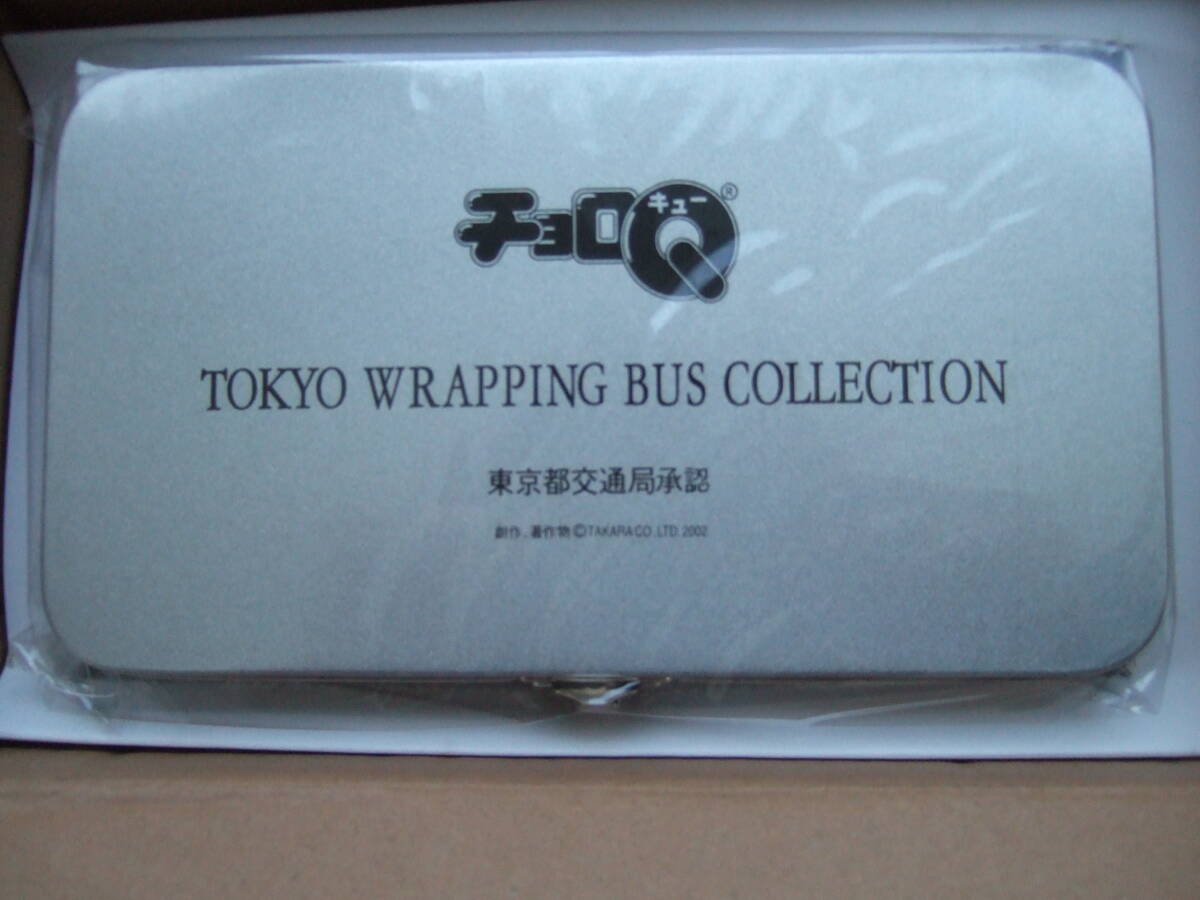 チョロQ キュー ®
TOKYO WRAPPING BUS COLLECTION
東京都交通局承認
創作、著作物 ©TAKARA CO., LTD. 2002